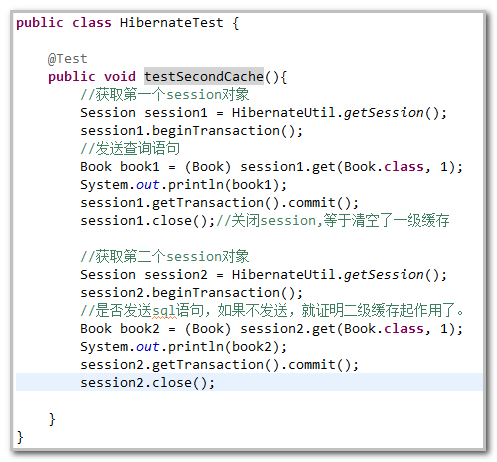 public class HibernateTest {
@Test
public void testSecondCache(){
//获取第一个session对象
Session session1 = HibernateUtil.getSession();
session1.beginTransaction();
//发送查询语句
Book book1 = (Book) session1.get(Book.class, 1);
System.out.println(book1);
session1.getTransaction().commit();
session1.close();//关闭session,等于清空了一级缓存
//获取第二个session对象
Session session2 = HibernateUtil.getSession();
session2.beginTransaction();
//是否发送sql语句，如果不发送，就证明二级缓存起作用了。
Book book2 = (Book) session2.get(Book.class, 1);
System.out.println(book2);
session2.getTransaction().commit();
session2.close();
}
}